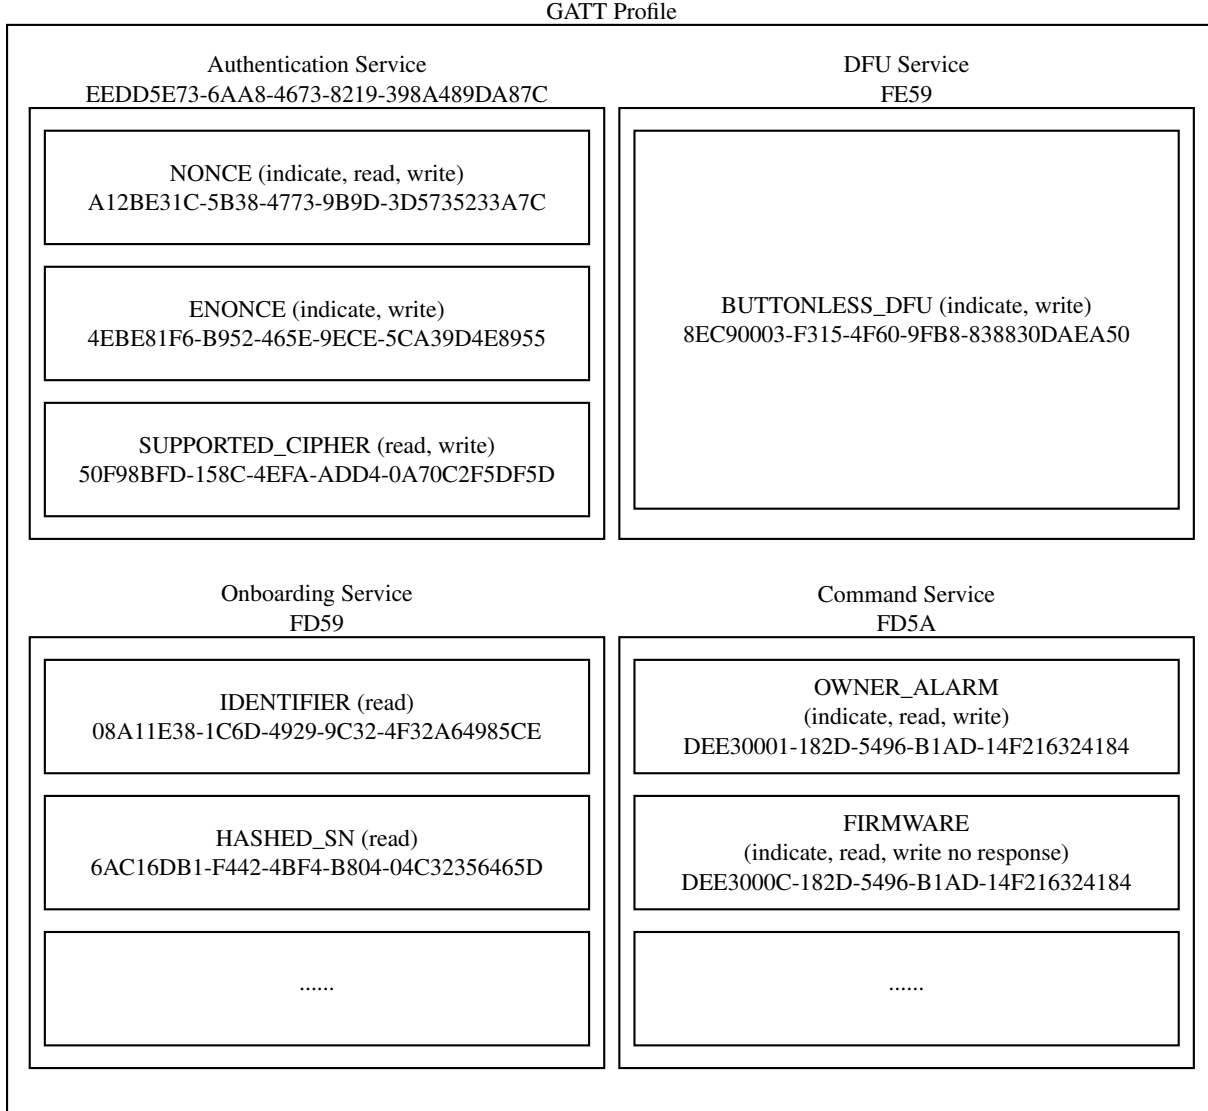 GATT Profile
Authentication Service
EEDD5E73-6AA8-4673-8219-398A489DA87C
NONCE (indicate, read, write)
A12BE31C-5B38-4773-9B9D-3D5735233A7C
ENONCE (indicate, write)
4EBE81F6-B952-465E-9ECE-5CA39D4E8955
SUPPORTED_CIPHER (read, write)
50F98BFD-158C-4EFA-ADD4-0A70C2F5DF5D
DFU Service
FE59
BUTTONLESS_DFU (indicate, write)
8EC90003-F315-4F60-9FB8-838830DAEA50
Onboarding Service
FD59
IDENTIFIER (read)
08A11E38-1C6D-4929-9C32-4F32A64985CE
HASHED_SN (read)
6AC16DB1-F442-4BF4-B804-04C32356465D
......
Command Service
FD5A
OWNER_ALARM
(indicate, read, write)
DEE30001-182D-5496-B1AD-14F216324184
FIRMWARE
(indicate, read, write no response)
DEE3000C-182D-5496-B1AD-14F216324184
......